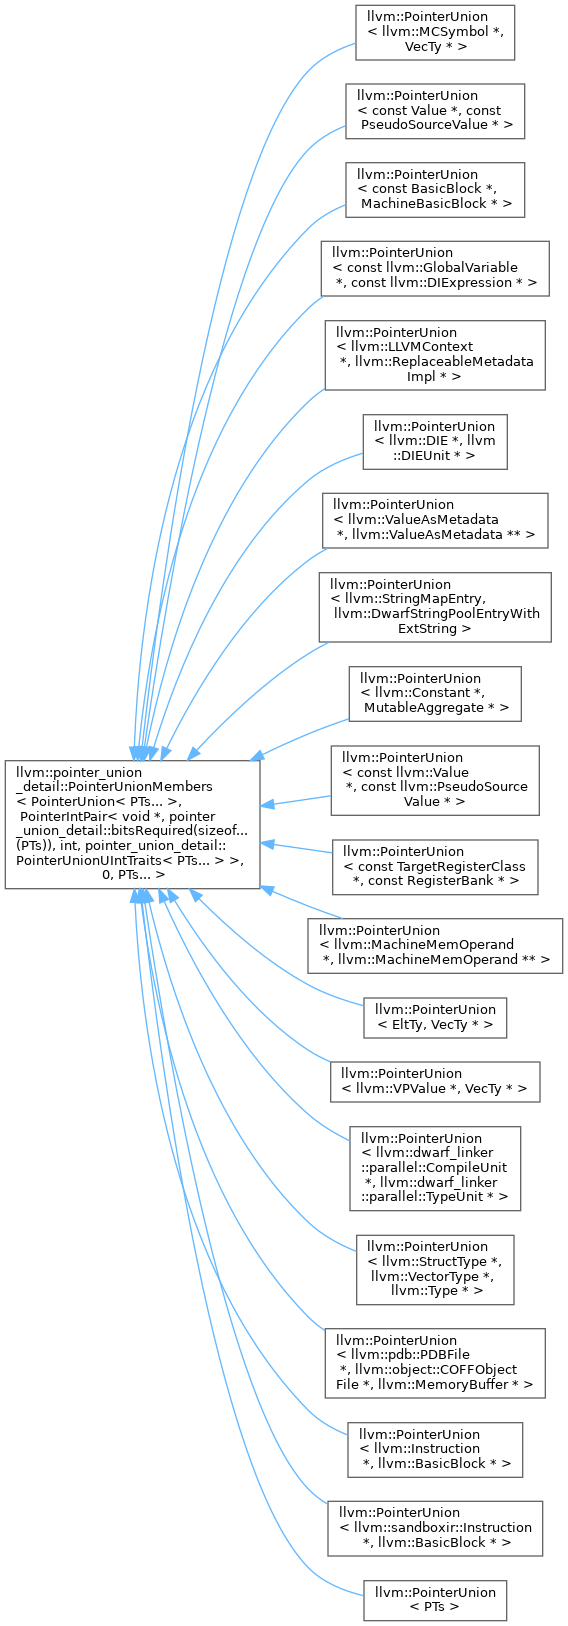 llvm::PointerUnion
< llvm::MCSymbol *,
VecTy * >
llvm::PointerUnion
< const Value *, const
PseudoSourceValue * >
llvm::PointerUnion
< const BasicBlock *,
MachineBasicBlock * >
llvm::PointerUnion
< const llvm::GlobalVariable
*, const llvm::DIExpression * >
llvm::PointerUnion
< llvm::LLVMContext
*, llvm::ReplaceableMetadata
Impl * >
llvm::PointerUnion
< llvm::DIE *, llvm
::DIEUnit * >
llvm::PointerUnion
< llvm::ValueAsMetadata
*, llvm::ValueAsMetadata ** >
llvm::PointerUnion
< llvm::StringMapEntry,
llvm::DwarfStringPoolEntryWith
ExtString >
llvm::PointerUnion
< llvm::Constant *,
MutableAggregate * >
llvm::PointerUnion
< const llvm::Value
*, const llvm::PseudoSource
Value * >
llvm::pointer_union
_detail::PointerUnionMembers
< PointerUnion< PTs... >,
PointerIntPair< void *, pointer
_union_detail::bitsRequired(sizeof...
(PTs)), int, pointer_union_detail::
PointerUnionUIntTraits< PTs... > >,
0, PTs... >
llvm::PointerUnion
< const TargetRegisterClass
*, const RegisterBank * >
llvm::PointerUnion
< llvm::MachineMemOperand
*, llvm::MachineMemOperand ** >
llvm::PointerUnion
< EltTy, VecTy * >
llvm::PointerUnion
< llvm::VPValue *, VecTy * >
llvm::PointerUnion
< llvm::dwarf_linker
::parallel::CompileUnit
*, llvm::dwarf_linker
::parallel::TypeUnit * >
llvm::PointerUnion
< llvm::StructType *,
llvm::VectorType *,
llvm::Type * >
llvm::PointerUnion
< llvm::pdb::PDBFile
*, llvm::object::COFFObject
File *, llvm::MemoryBuffer * >
llvm::PointerUnion
< llvm::Instruction
*, llvm::BasicBlock * >
llvm::PointerUnion
< llvm::sandboxir::Instruction
*, llvm::BasicBlock * >
llvm::PointerUnion
< PTs >